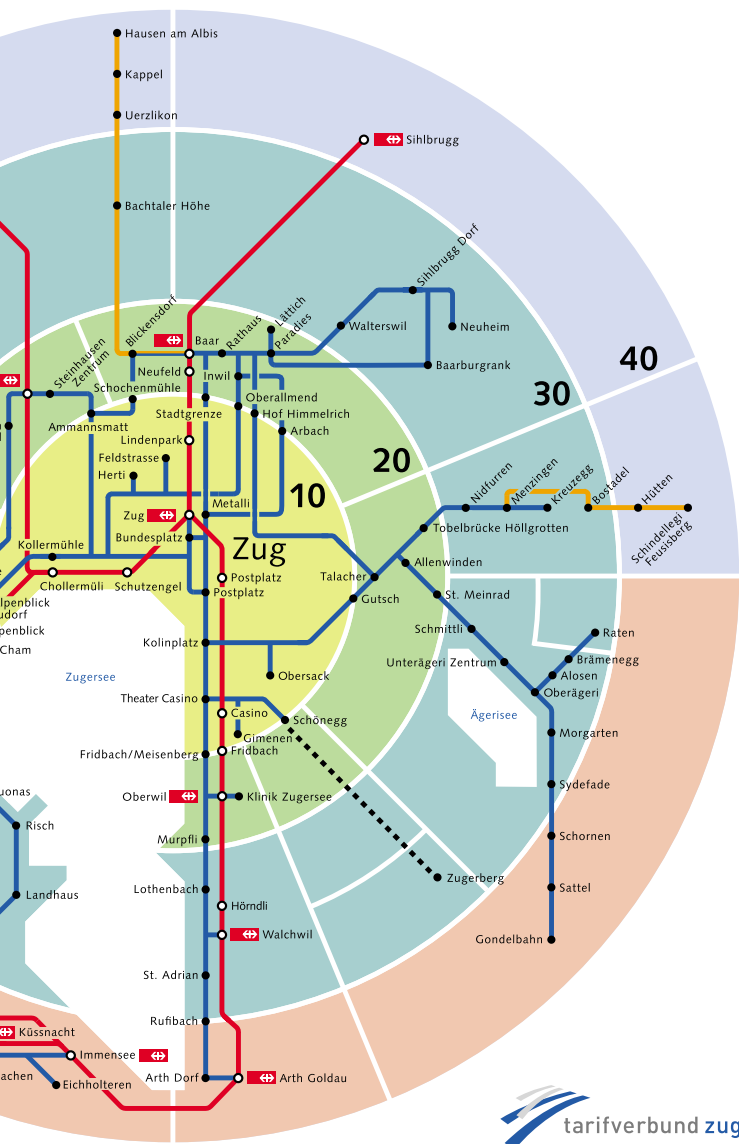 Hausen am Albis
Kappel
Uerzlikon
Sihlbrugg
Bachtaler Höhe
Sihlbrugg Dorf
Walterswil
Neuheim
Baarburgrank
Blickensdorf
Baar
Rathaus
Lättich
Paradies
40
30
20
10
Steinhausen
Zentrum
Neufeld
Inwil
Schochenmühle
Oberallmend
Stadtgrenze
Hof Himmelrich
Ammannsmatt
Arbach
Lindenpark
Feldstrasse
Herti
Metalli
Zug
Bundesplatz
Zug
Nidfurren
Menzingen
Kreuzegg
Bostadel
Hütten
Schindellegi
Feusisberg
Tobelbrücke Höllgrotten
Kollermühle
Allenwinden
Talacher
Chollermüli
Schutzengel
Postplatz
Postplatz
Gutsch
St. Meinrad
lpenblick
udorf
penblick
Cham
Schmittli
Raten
Kolinplatz
Brämenegg
Unterägeri Zentrum
Alosen
Obersack
Oberägeri
Zugersee
Theater Casino
Casino
Schönegg
Ägerisee
Gimenen
Morgarten
Fridbach/Meisenberg
Fridbach
Sydefade
uonas
Oberwil
Klinik Zugersee
Risch
Murpfli
Schornen
Zugerberg
Lothenbach
Sattel
Landhaus
Hörndli
Walchwil
Gondelbahn
St. Adrian
Rufibach
Küssnacht
Immensee
achen
Eichholteren
Arth Dorf
Arth Goldau
tarifverbund zug